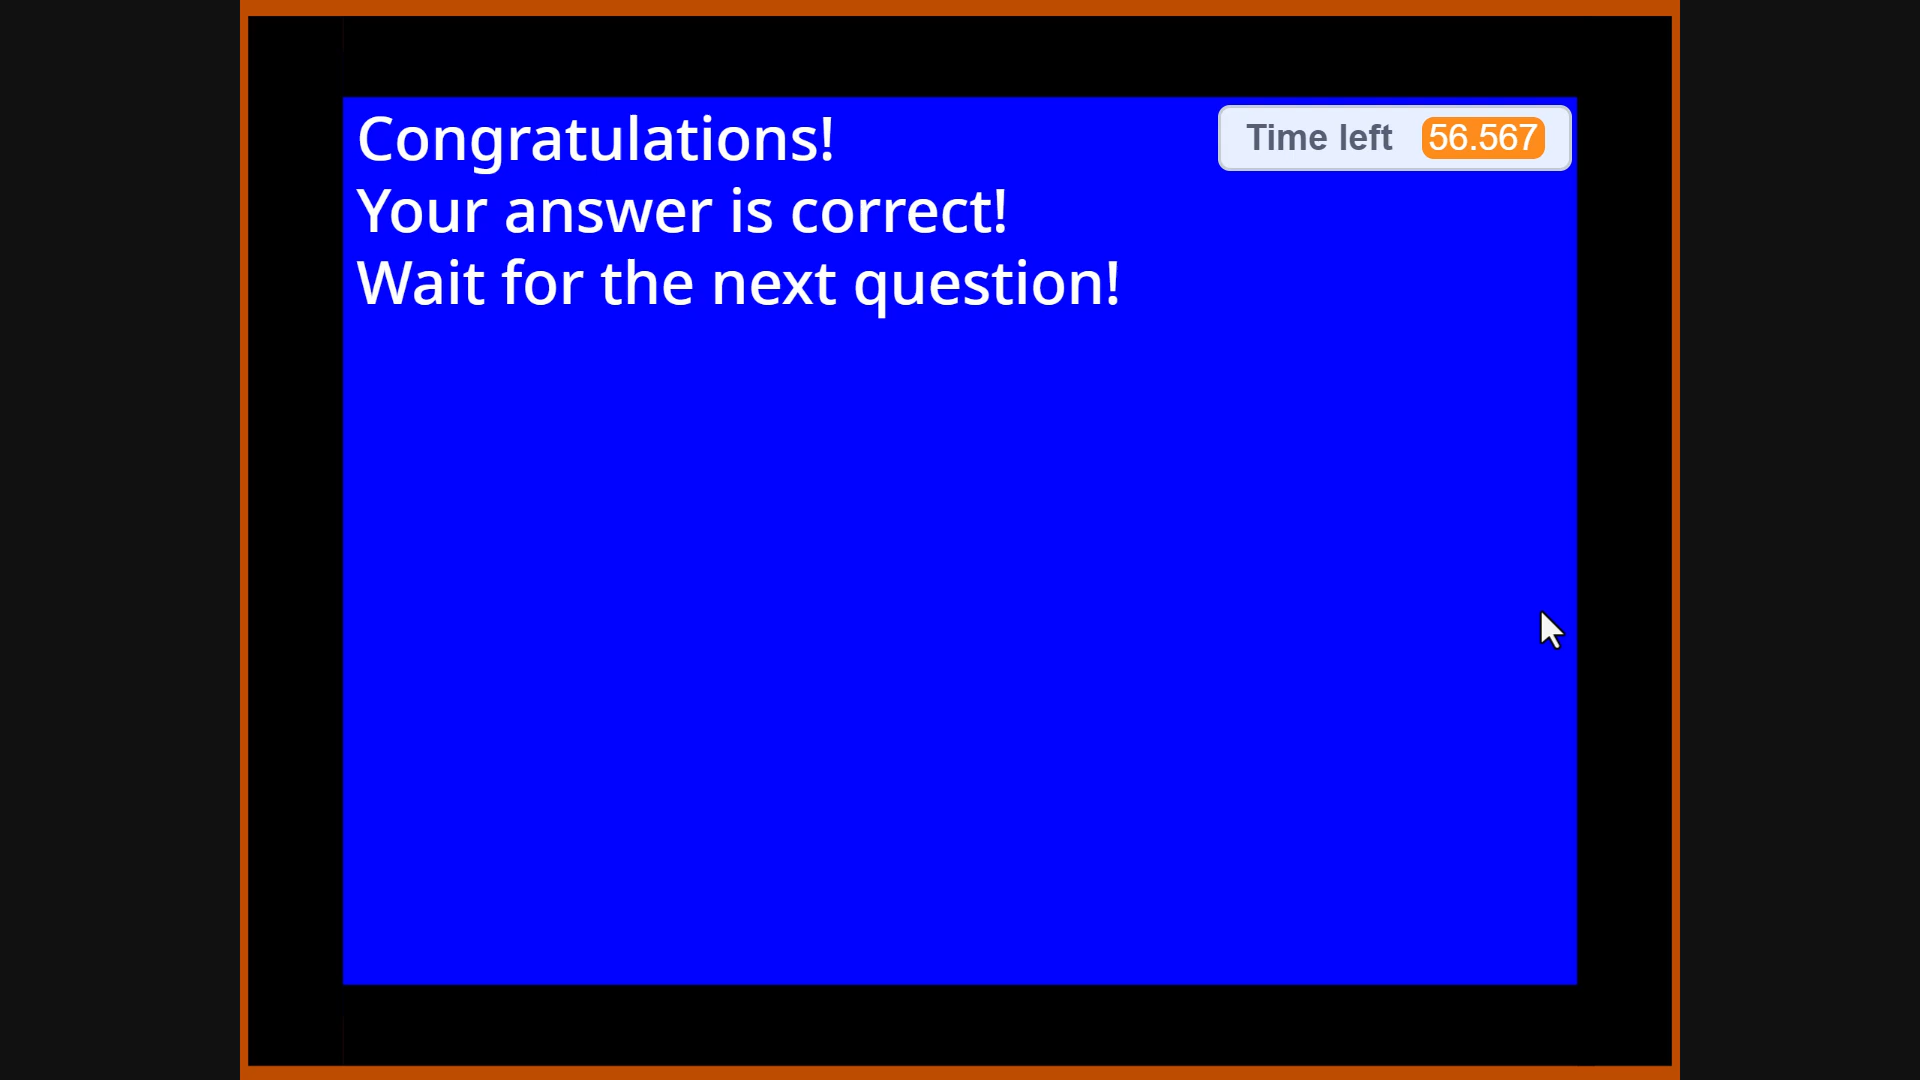 Congratulations!
Time left 56.567
Your answer is correct!
Wait for the next question!